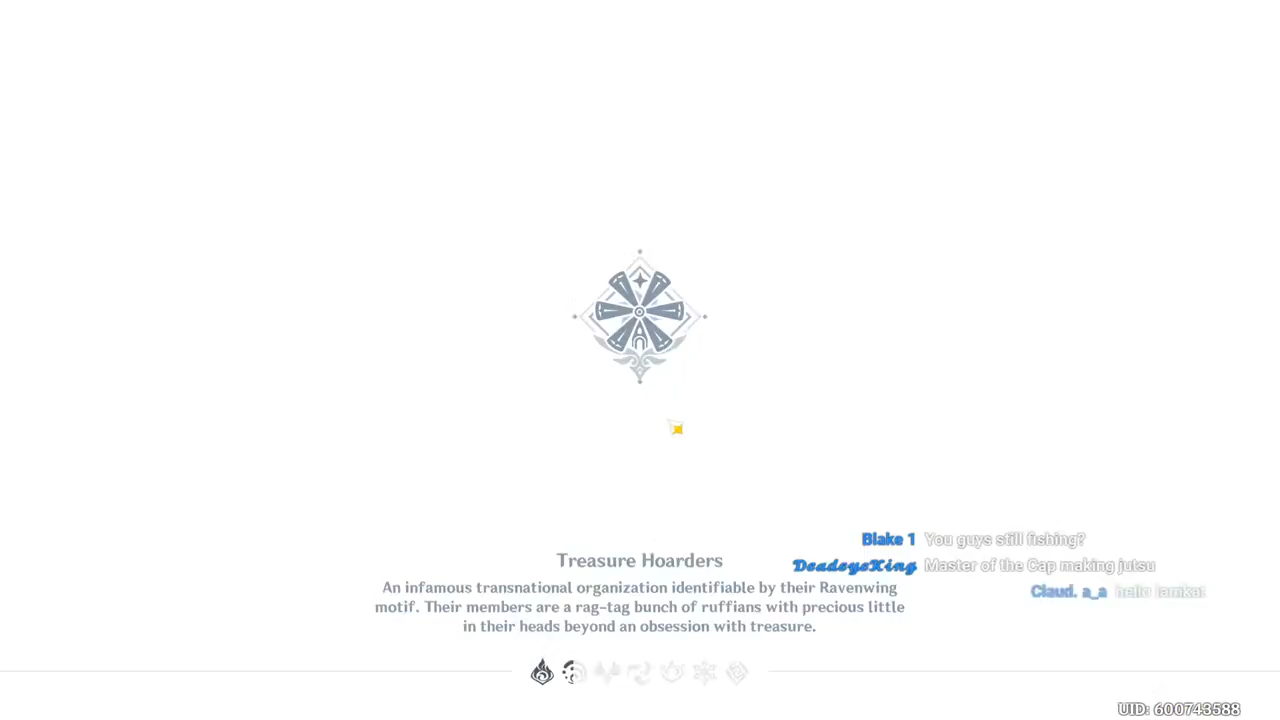 Blake 1 You guys still fishing?
DeadeyeKing Master of the Cap making jutsu
Claud. a_a hello Iamkat
Treasure Hoarders
An infamous transnational organization identifiable by their Ravenwing
motif. Their members are a rag-tag bunch of ruffians with precious little
in their heads beyond an obsession with treasure.
UID: 600743588